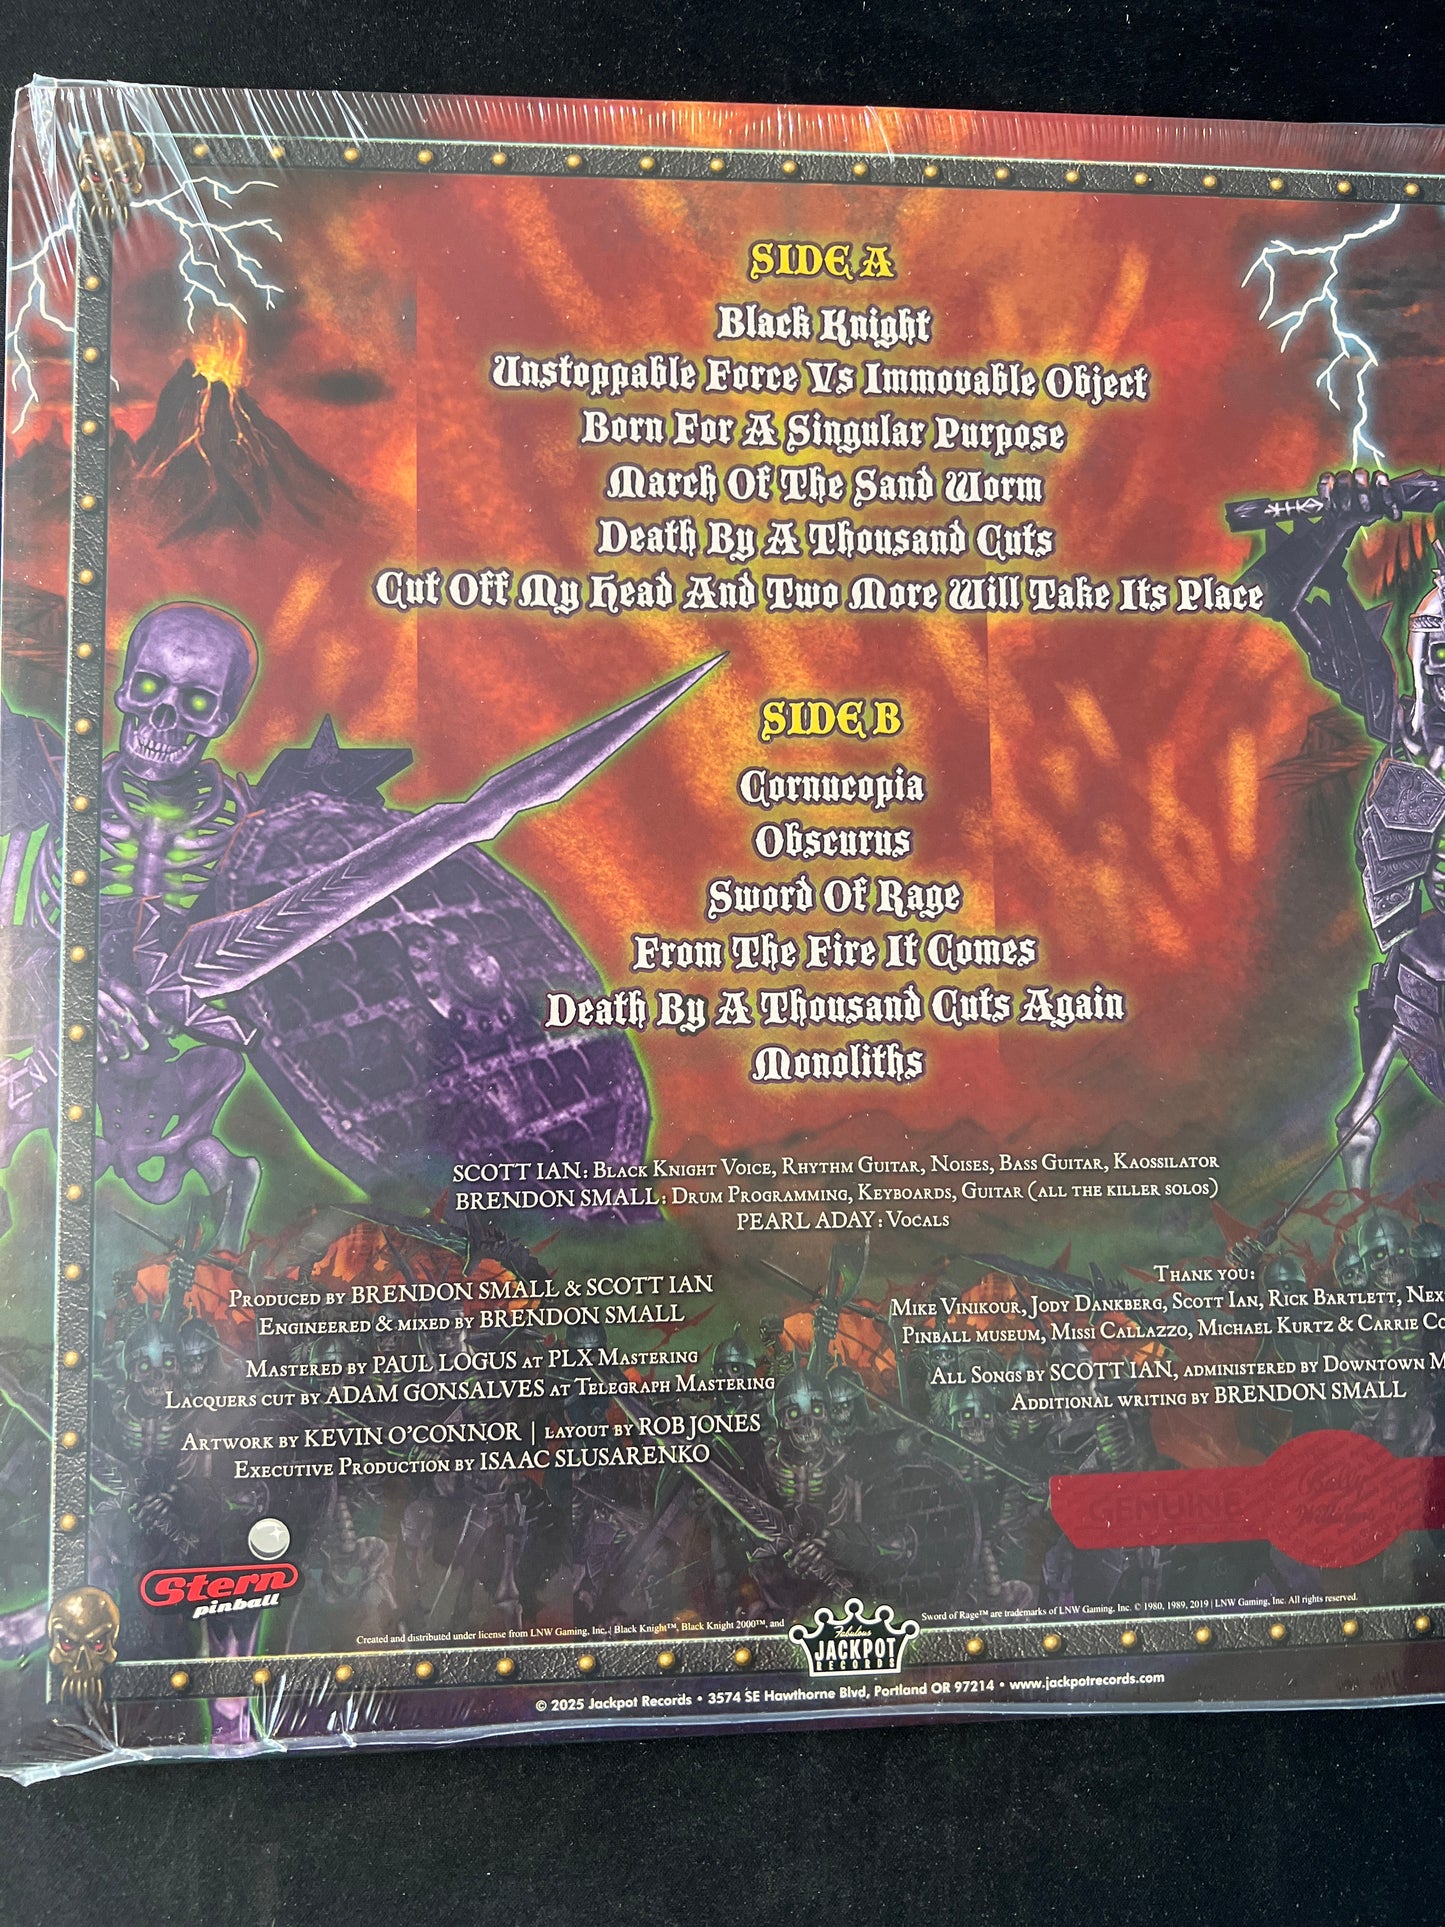 SIDE A
Black Knight
Unstoppable Force Vs Immovable Object
Born For A Singular Purpose
March Of The Sand Worm
Death By A Thousand Cuts
Cut Off My Head And Two More Will Take Its Place
SIDE B
Cornucopia
Obscurus
Sword Of Rage
From The Fire It Comes
Death By A Thousand Cuts Again
Monoliths
SCOTT IAN: Black Knight Voice, Rhythm Guitar, Noises, Bass Guitar, Kaossilator
BRENDON SMALL: Drum Programming, Keyboards, Guitar (all the killer solos)
PEARL ADAY: Vocals
Produced by BRENDON SMALL & SCOTT IAN
Engineered & mixed by BRENDON SMALL
Mastered by PAUL LOGUS at PLX Mastering
Lacquers cut by ADAM GONSALVES at Telegraph Mastering
Artwork by KEVIN O'CONNOR | layout by ROB JONES
Executive Production by ISAAC SLUSARENKO
Thank you:
Mike Vinikour, Jody Dankberg, Scott Ian, Rick Bartlett,
Pinball museum, Missi Callazzo, Michael Kurtz & Carrie
All Songs by SCOTT IAN, administered by Downtown
Additional writing by BRENDON SMALL
GENUINE
Stern
pinball
Created and distributed under license from LNW Gaming, Inc. | Black Knight™, Black Knight 2000™, and
Fabulous
JACKPOT
RECORDS
Sword of Rage™ are trademarks of LNW Gaming, Inc. © 1980, 1989, 2019 | LNW Gaming, Inc. All rights reserved.
© 2025 Jackpot Records • 3574 SE Hawthorne Blvd, Portland OR 97214 • www.jackpotrecords.com